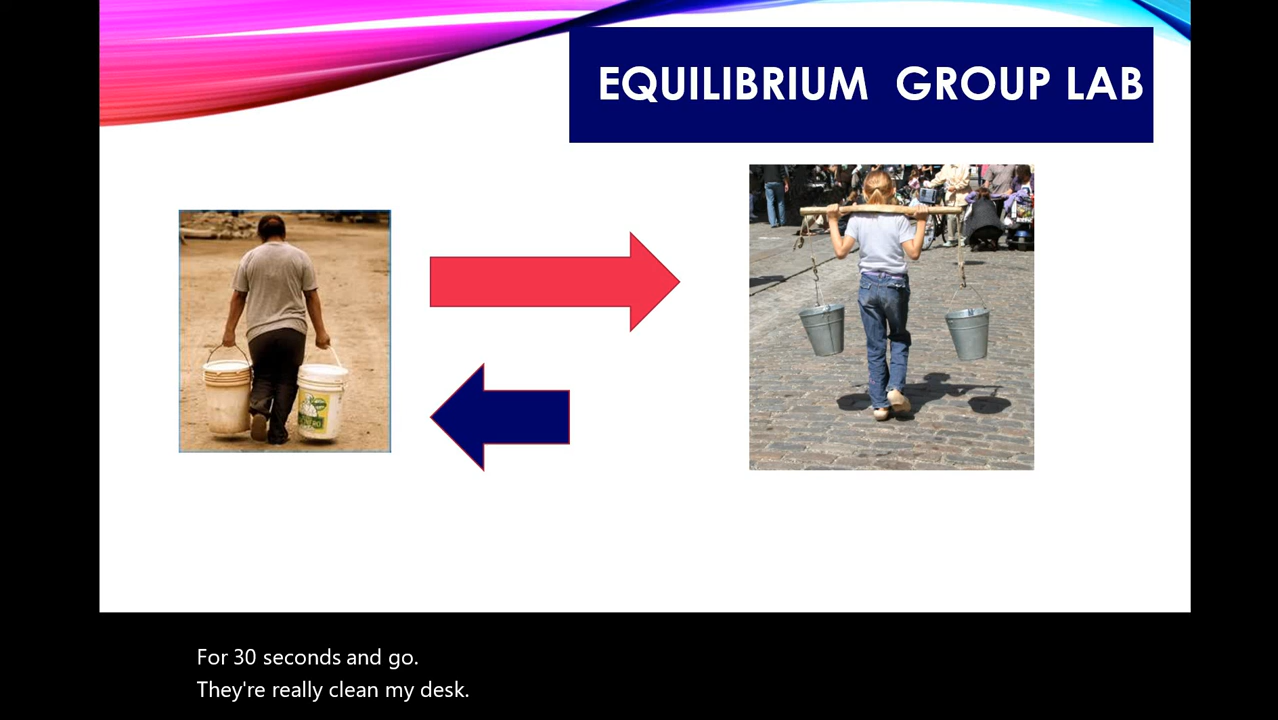 EQUILIBRIUM GROUP LAB
For 30 seconds and go.
They're really clean my desk.